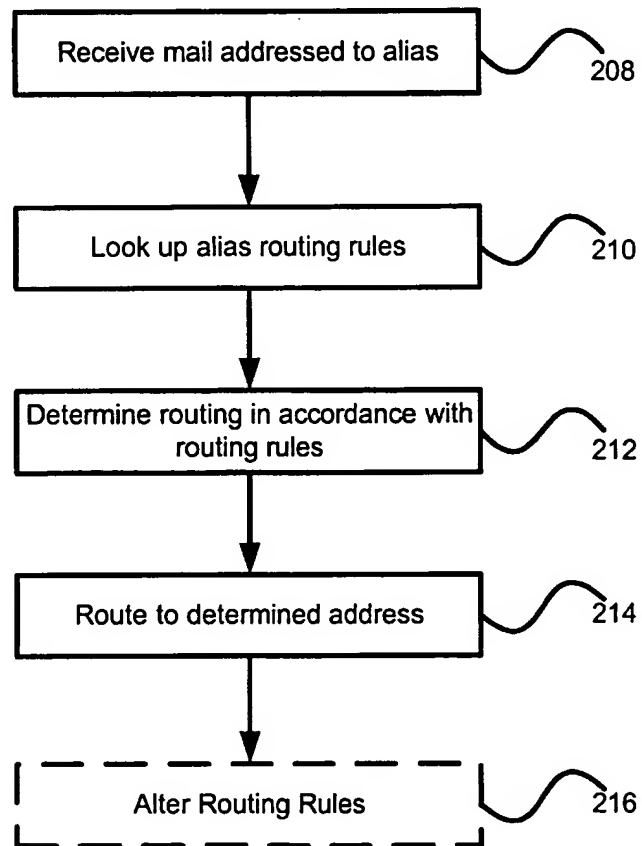 Receive mail addressed to alias
208
Look up alias routing rules
210
Determine routing in accordance with
routing rules
212
Route to determined address
214
Alter Routing Rules
216